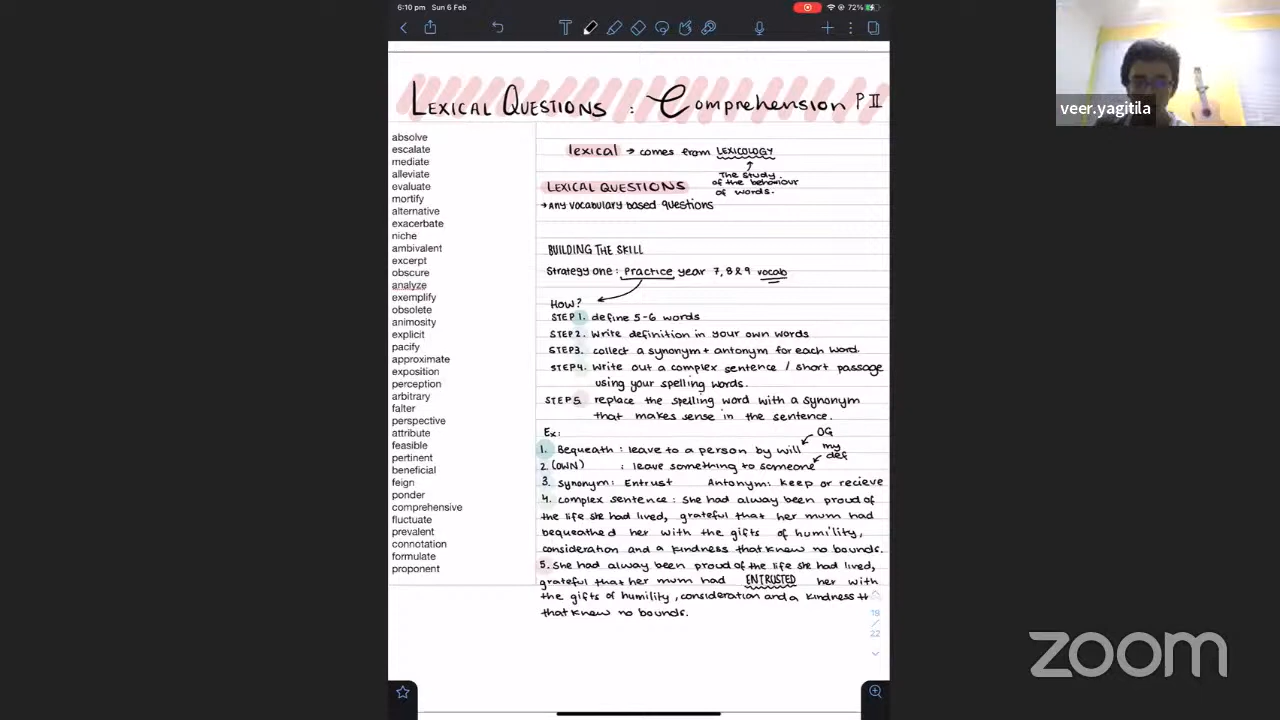 6:10 pm Sun 6 Feb
72%
veer.yagitila
LEXICAL QUESTIONS : Comprehension P II
absolve
escalate
mediate
alleviate
evaluate
mortify
alternative
exacerbate
niche
ambivalent
excerpt
obscure
analyze
exemplify
obsolete
animosity
explicit
pacify
approximate
exposition
perception
arbitrary
falter
perspective
attribute
feasible
pertinent
beneficial
feign
ponder
comprehensive
fluctuate
prevalent
connotation
formulate
proponent
lexical → comes from LEXICOLOGY
The study
of the behaviour
of words.
LEXICAL QUESTIONS
→ Any vocabulary based questions
BUILDING THE SKILL
Strategy one: Practice year 7, 8 & 9 vocab
How?
STEP 1. define 5-6 words
STEP 2. write definition in your own words
STEP 3. collect a synonym + antonym for each word.
STEP 4. write out a complex sentence / short passage
using your spelling words.
STEP 5. replace the spelling word with a synonym
that makes sense in the sentence.
Ex:
OG
1. Bequeath : leave to a person by will
my
def
2. (OWN) : leave something to someone
3. synonym: Entrust Antonym: keep or recieve
4. complex sentence : she had alway been proud of
the life she had lived, grateful that her mum had
bequeathed her with the gifts of humility,
consideration and a kindness that knew no bounds.
5. She had alway been proud of the life she had lived,
grateful that her mum had ENTRUSTED her with
the gifts of humility, consideration and a kindness th
that knew no bounds.
18
/
22
zoom